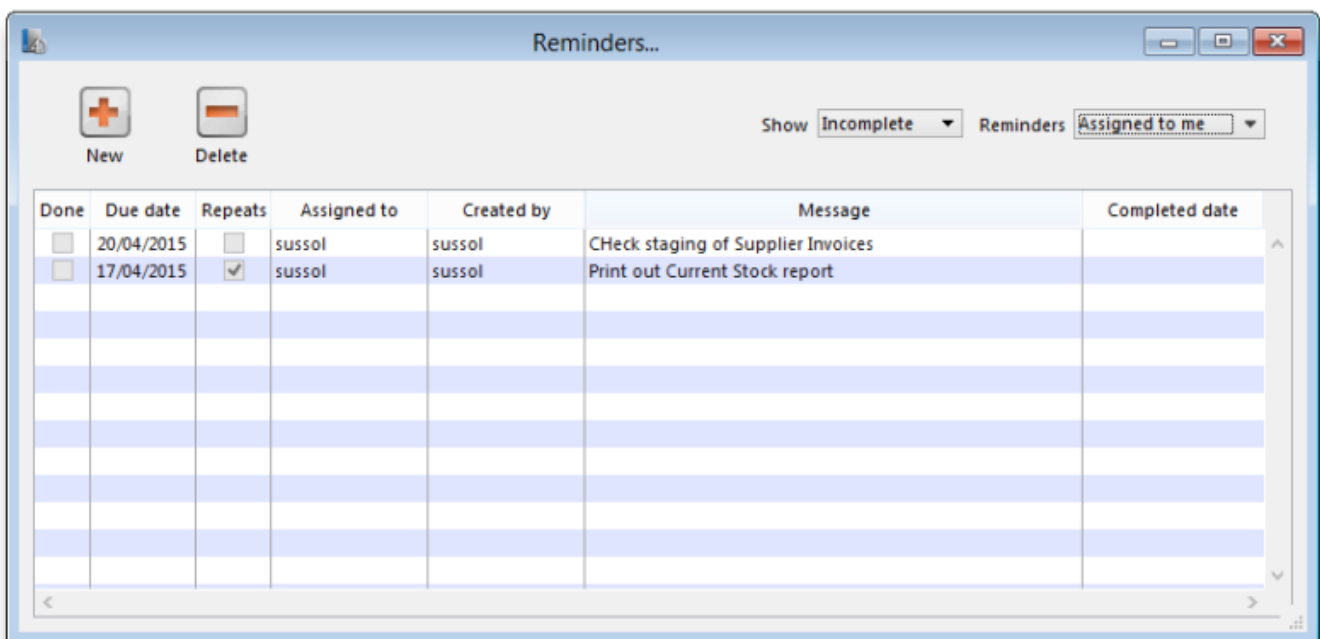 Reminders...
Show Incomplete Reminders Assigned to me
New Delete
Done Due date Repeats Assigned to Created by Message Completed date
20/04/2015 sussol sussol CHeck staging of Supplier Invoices
17/04/2015 sussol sussol Print out Current Stock report